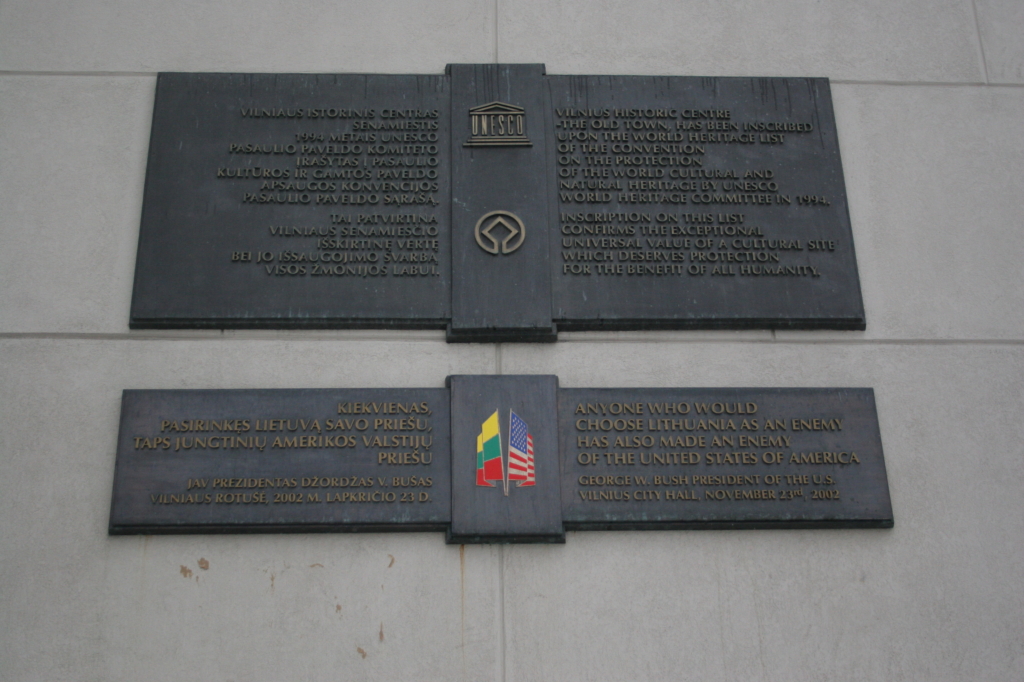 VILNIAUS ISTORINIS CENTRAS
SENAMIESTIS
1994 METAIS UNESCO
PASAULIO PAVELDO KOMITETO
ĮRAŠYTAS Į PASAULIO
KULTŪROS IR GAMTOS PAVELDO
APSAUGOS KONVENCIJOS
PASAULIO PAVELDO SĄRAŠĄ.
TAI PATVIRTINA
VILNIAUS SENAMIESČIO
IŠSKIRTINĘ VERTĘ
BEI JO IŠSAUGOJIMO SVARBĄ
VISOS ŽMONIJOS LABUI.
UNESCO
VILNIUS HISTORIC CENTRE
-THE OLD TOWN, HAS BEEN INSCRIBED
UPON THE WORLD HERITAGE LIST
OF THE CONVENTION
ON THE PROTECTION
OF THE WORLD CULTURAL AND
NATURAL HERITAGE BY UNESCO
WORLD HERITAGE COMMITTEE IN 1994.
INSCRIPTION ON THIS LIST
CONFIRMS THE EXCEPTIONAL
UNIVERSAL VALUE OF A CULTURAL SITE
WHICH DESERVES PROTECTION
FOR THE BENEFIT OF ALL HUMANITY.
KIEKVIENAS,
PASIRINKĘS LIETUVĄ SAVO PRIEŠU,
TAPS JUNGTINIŲ AMERIKOS VALSTIJŲ
PRIEŠU
JAV PREZIDENTAS DŽORDŽAS V. BUŠAS
VILNIAUS ROTUŠĖ, 2002 M. LAPKRIČIO 23 D.
ANYONE WHO WOULD
CHOOSE LITHUANIA AS AN ENEMY
HAS ALSO MADE AN ENEMY
OF THE UNITED STATES OF AMERICA
GEORGE W. BUSH PRESIDENT OF THE U.S.
VILNIUS CITY HALL, NOVEMBER 23rd, 2002